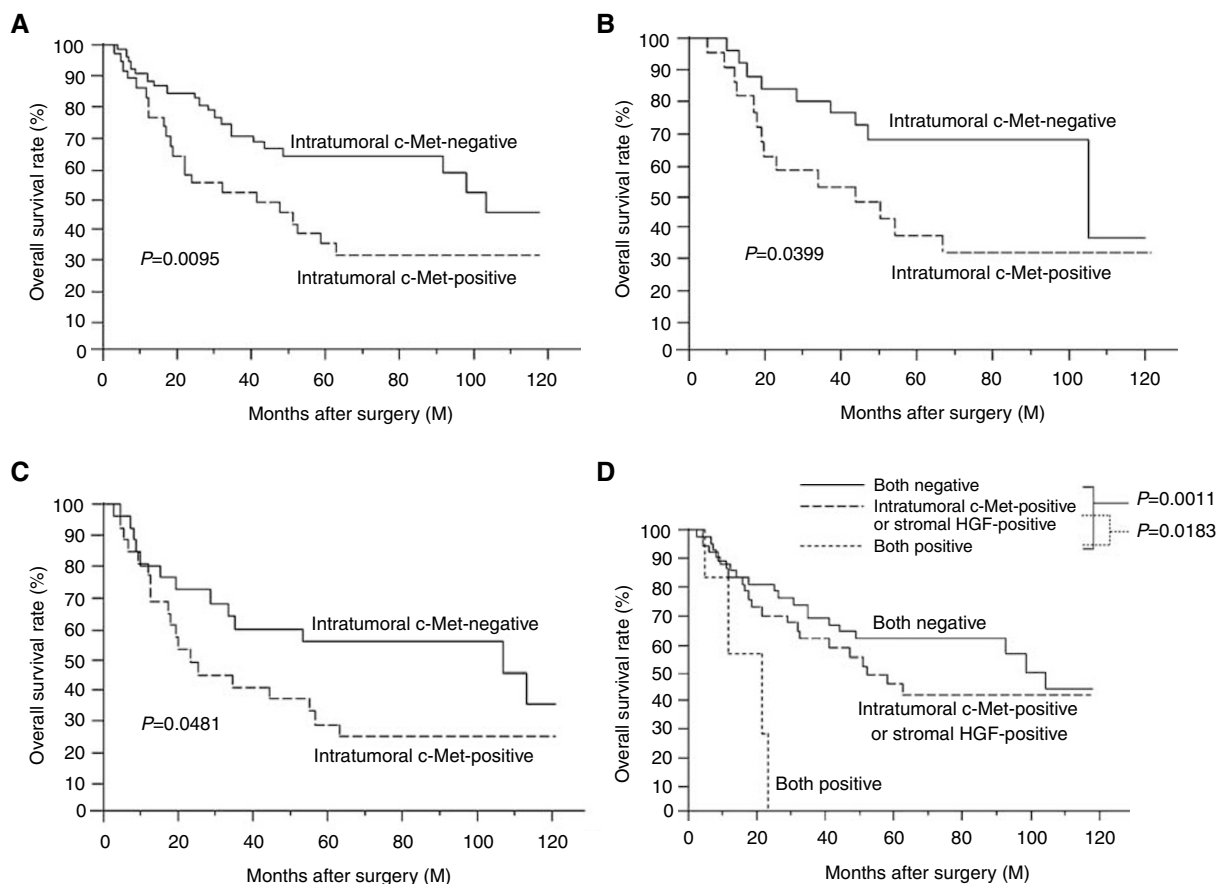 A
100
90
80
70
60
50
40
30
20
10
0
Overall survival rate (%)
Intratumoral c-Met-negative
P=0.0095
Intratumoral c-Met-positive
0 20 40 60 80 100 120
Months after surgery (M)
B
100
90
80
70
60
50
40
30
20
10
0
Overall survival rate (%)
Intratumoral c-Met-negative
P=0.0399
Intratumoral c-Met-positive
0 20 40 60 80 100 120
Months after surgery (M)
C
100
90
80
70
60
50
40
30
20
10
0
Overall survival rate (%)
Intratumoral c-Met-negative
P=0.0481
Intratumoral c-Met-positive
0 20 40 60 80 100 120
Months after surgery (M)
D
Both negative
Intratumoral c-Met-positive
or stromal HGF-positive
Both positive
P=0.0011
P=0.0183
100
90
80
70
60
50
40
30
20
10
0
Overall survival rate (%)
Both negative
Intratumoral c-Met-positive
or stromal HGF-positive
Both positive
0 20 40 60 80 100 120
Months after surgery (M)